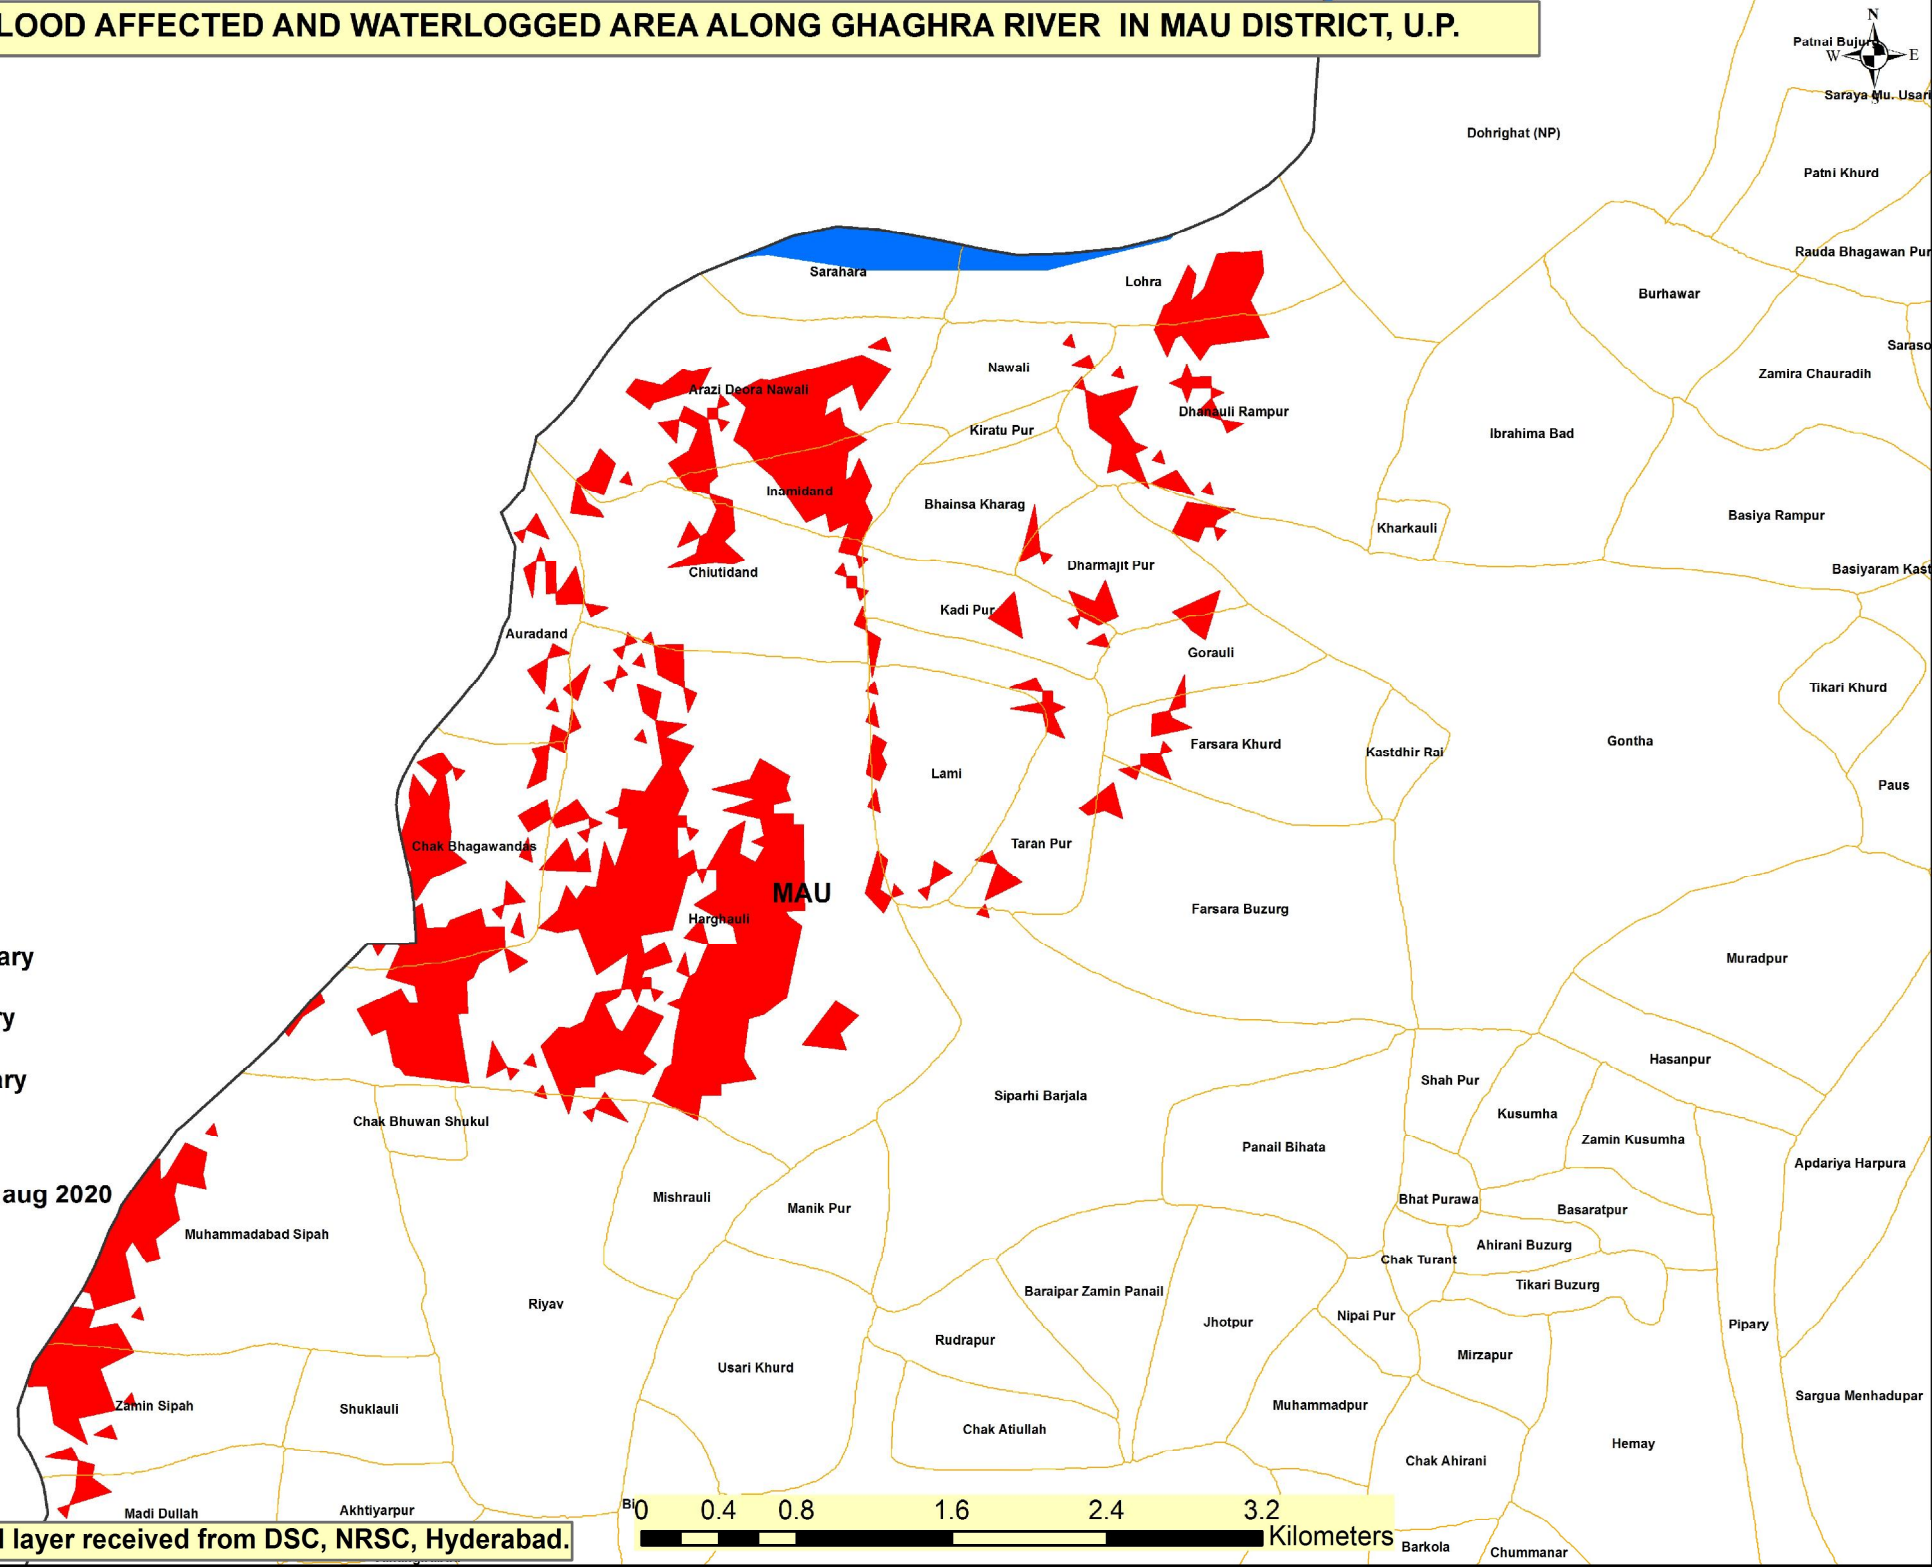 LOOD AFFECTED AND WATERLOGGED AREA ALONG GHAGHRA RIVER IN MAU DISTRICT, U.P.
N
Patnai Bujurg
W E
S
Saraya Mu. Usari
Dohrighat (NP)
Patni Khurd
Rauda Bhagawan Pur
Sarahara
Lohra
Burhawar
Saraso
Nawali
Zamira Chauradih
Arazi Deora Nawali
Dhanauli Rampur
Kiratu Pur
Ibrahima Bad
Inamidand
Bhainsa Kharag
Basiya Rampur
Kharkauli
Chiutidand
Dharmajit Pur
Basiyaram Kast
Kadi Pur
Auradand
Gorauli
Tikari Khurd
Farsara Khurd
Kastdhir Rai
Gontha
Lami
Paus
Chak Bhagawandas
Taran Pur
MAU
Harghauli
Farsara Buzurg
ary
Muradpur
ry
Hasanpur
ary
Shah Pur
Siparhi Barjala
Kusumha
Chak Bhuwan Shukul
Zamin Kusumha
Panail Bihata
Apdariya Harpura
aug 2020
Mishrauli
Bhat Purawa
Manik Pur
Basaratpur
Muhammadabad Sipah
Ahirani Buzurg
Chak Turant
Tikari Buzurg
Baraipar Zamin Panail
Riyav
Nipai Pur
Jhotpur
Pipary
Rudrapur
Mirzapur
Usari Khurd
Sargua Menhadupar
Zamin Sipah
Shuklauli
Muhammadpur
Chak Atiullah
Hemay
Chak Ahirani
Bi
0 0.4 0.8 1.6 2.4 3.2
Madi Dullah
Akhtiyarpur
Kilometers
l layer received from DSC, NRSC, Hyderabad.
Barkola
Chummanar